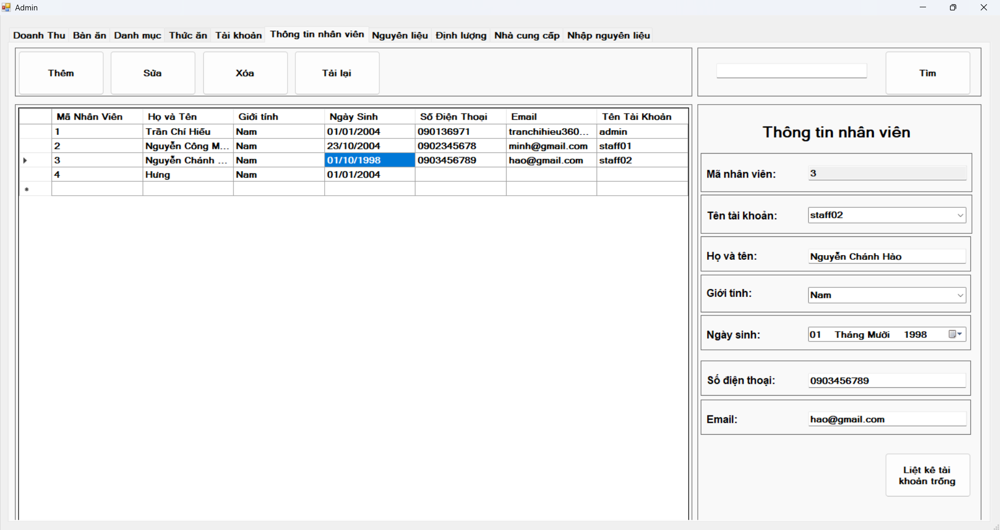 Admin
Doanh Thu Bàn ăn Danh mục Thức ăn Tài khoản Thông tin nhân viên Nguyên liệu Định lượng Nhà cung cấp Nhập nguyên liệu
Thêm Sửa Xóa Tải lại Tìm
Mã Nhân Viên Họ và Tên Giới tính Ngày Sinh Số Điện Thoại Email Tên Tài Khoản
1 Trần Chí Hiếu Nam 01/01/2004 090136971 tranchihieu360... admin
2 Nguyễn Công M... Nam 23/10/2004 0902345678 minh@gmail.com staff01
3 Nguyễn Chánh ... Nam 01/10/1998 0903456789 hao@gmail.com staff02
4 Hưng Nam 01/01/2004
Thông tin nhân viên
Mã nhân viên: 3
Tên tài khoản: staff02
Họ và tên: Nguyễn Chánh Hào
Giới tính: Nam
Ngày sinh: 01 Tháng Mười 1998
Số điện thoại: 0903456789
Email: hao@gmail.com
Liệt kê tài
khoản trống